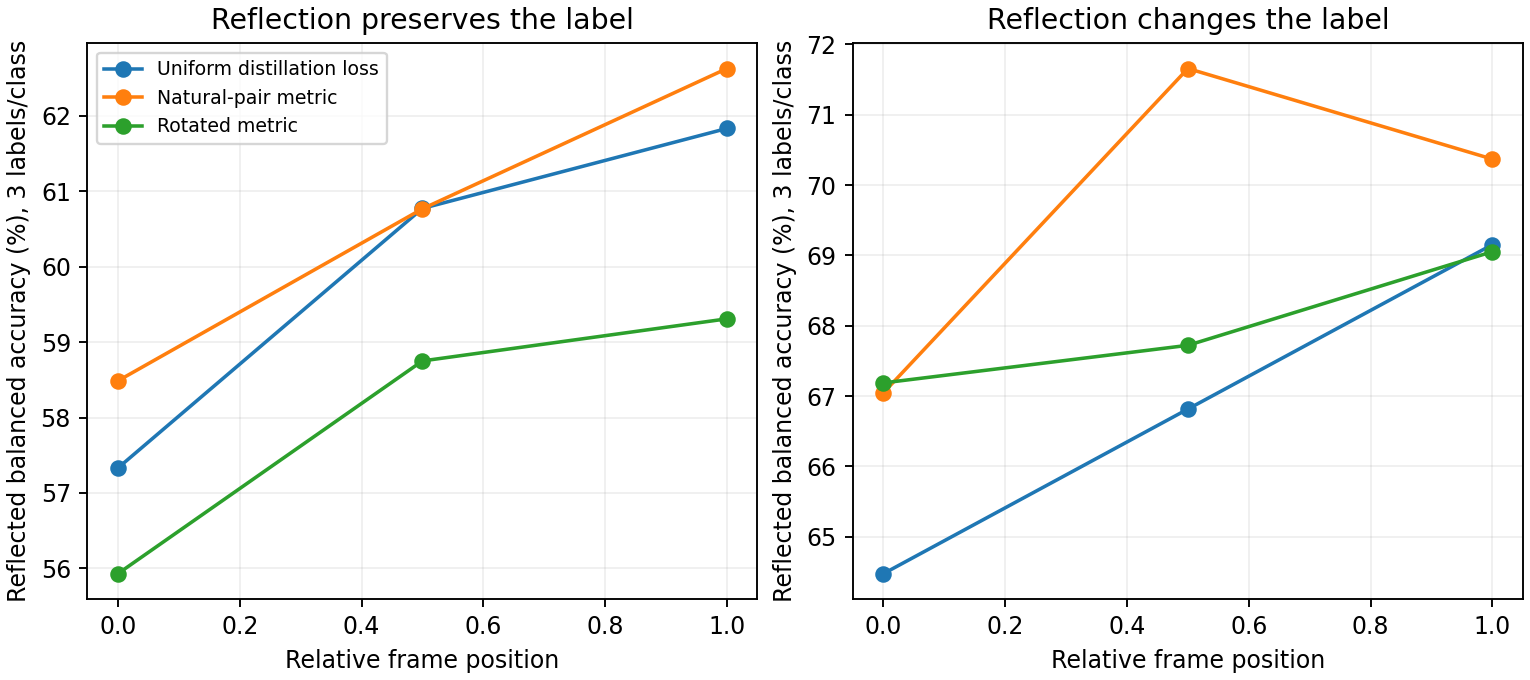 Reflection preserves the label
Reflected balanced accuracy (%), 3 labels/class
62
61
60
59
58
57
56
Uniform distillation loss
Natural-pair metric
Rotated metric
0.0 0.2 0.4 0.6 0.8 1.0
Relative frame position
Reflection changes the label
Reflected balanced accuracy (%), 3 labels/class
72
71
70
69
68
67
66
65
0.0 0.2 0.4 0.6 0.8 1.0
Relative frame position